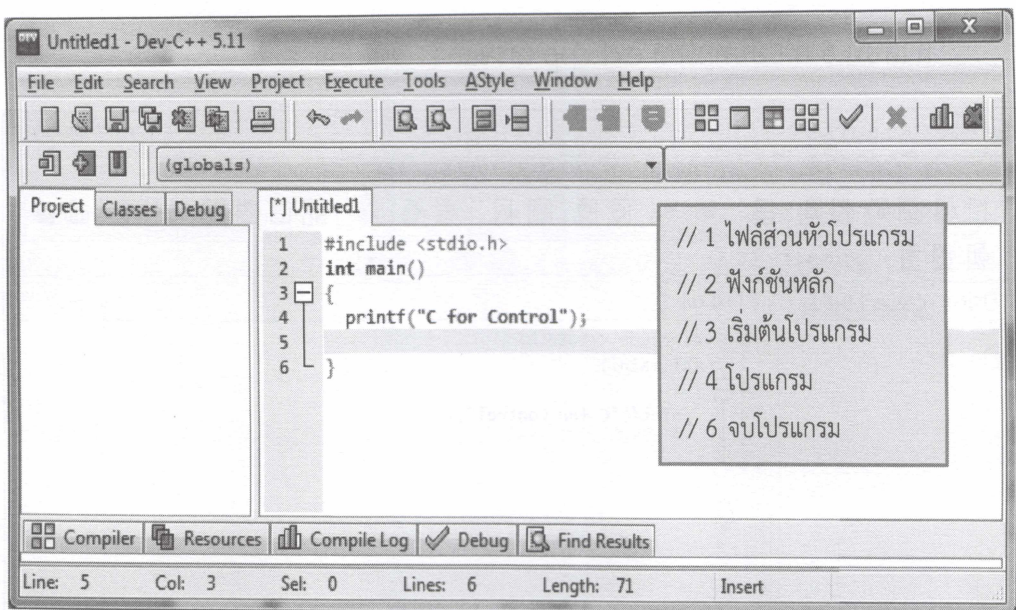 Untitled1 - Dev-C++ 5.11
File Edit Search View Project Execute Tools AStyle Window Help
(globals)
Project Classes Debug
[*] Untitled1
1 #include <stdio.h>
2 int main()
3 {
4 printf("C for Control");
5
6 }
// 1 ไฟล์ส่วนหัวโปรแกรม
// 2 ฟังก์ชันหลัก
// 3 เริ่มต้นโปรแกรม
// 4 โปรแกรม
// 6 จบโปรแกรม
Compiler Resources Compile Log Debug Find Results
Line: 5 Col: 3 Sel: 0 Lines: 6 Length: 71 Insert